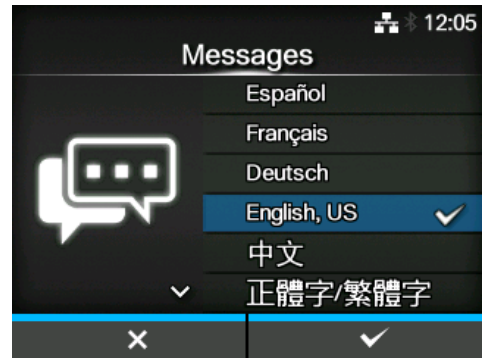 12:05
Messages
Español
Français
Deutsch
English, US
中文
正體字/繁體字